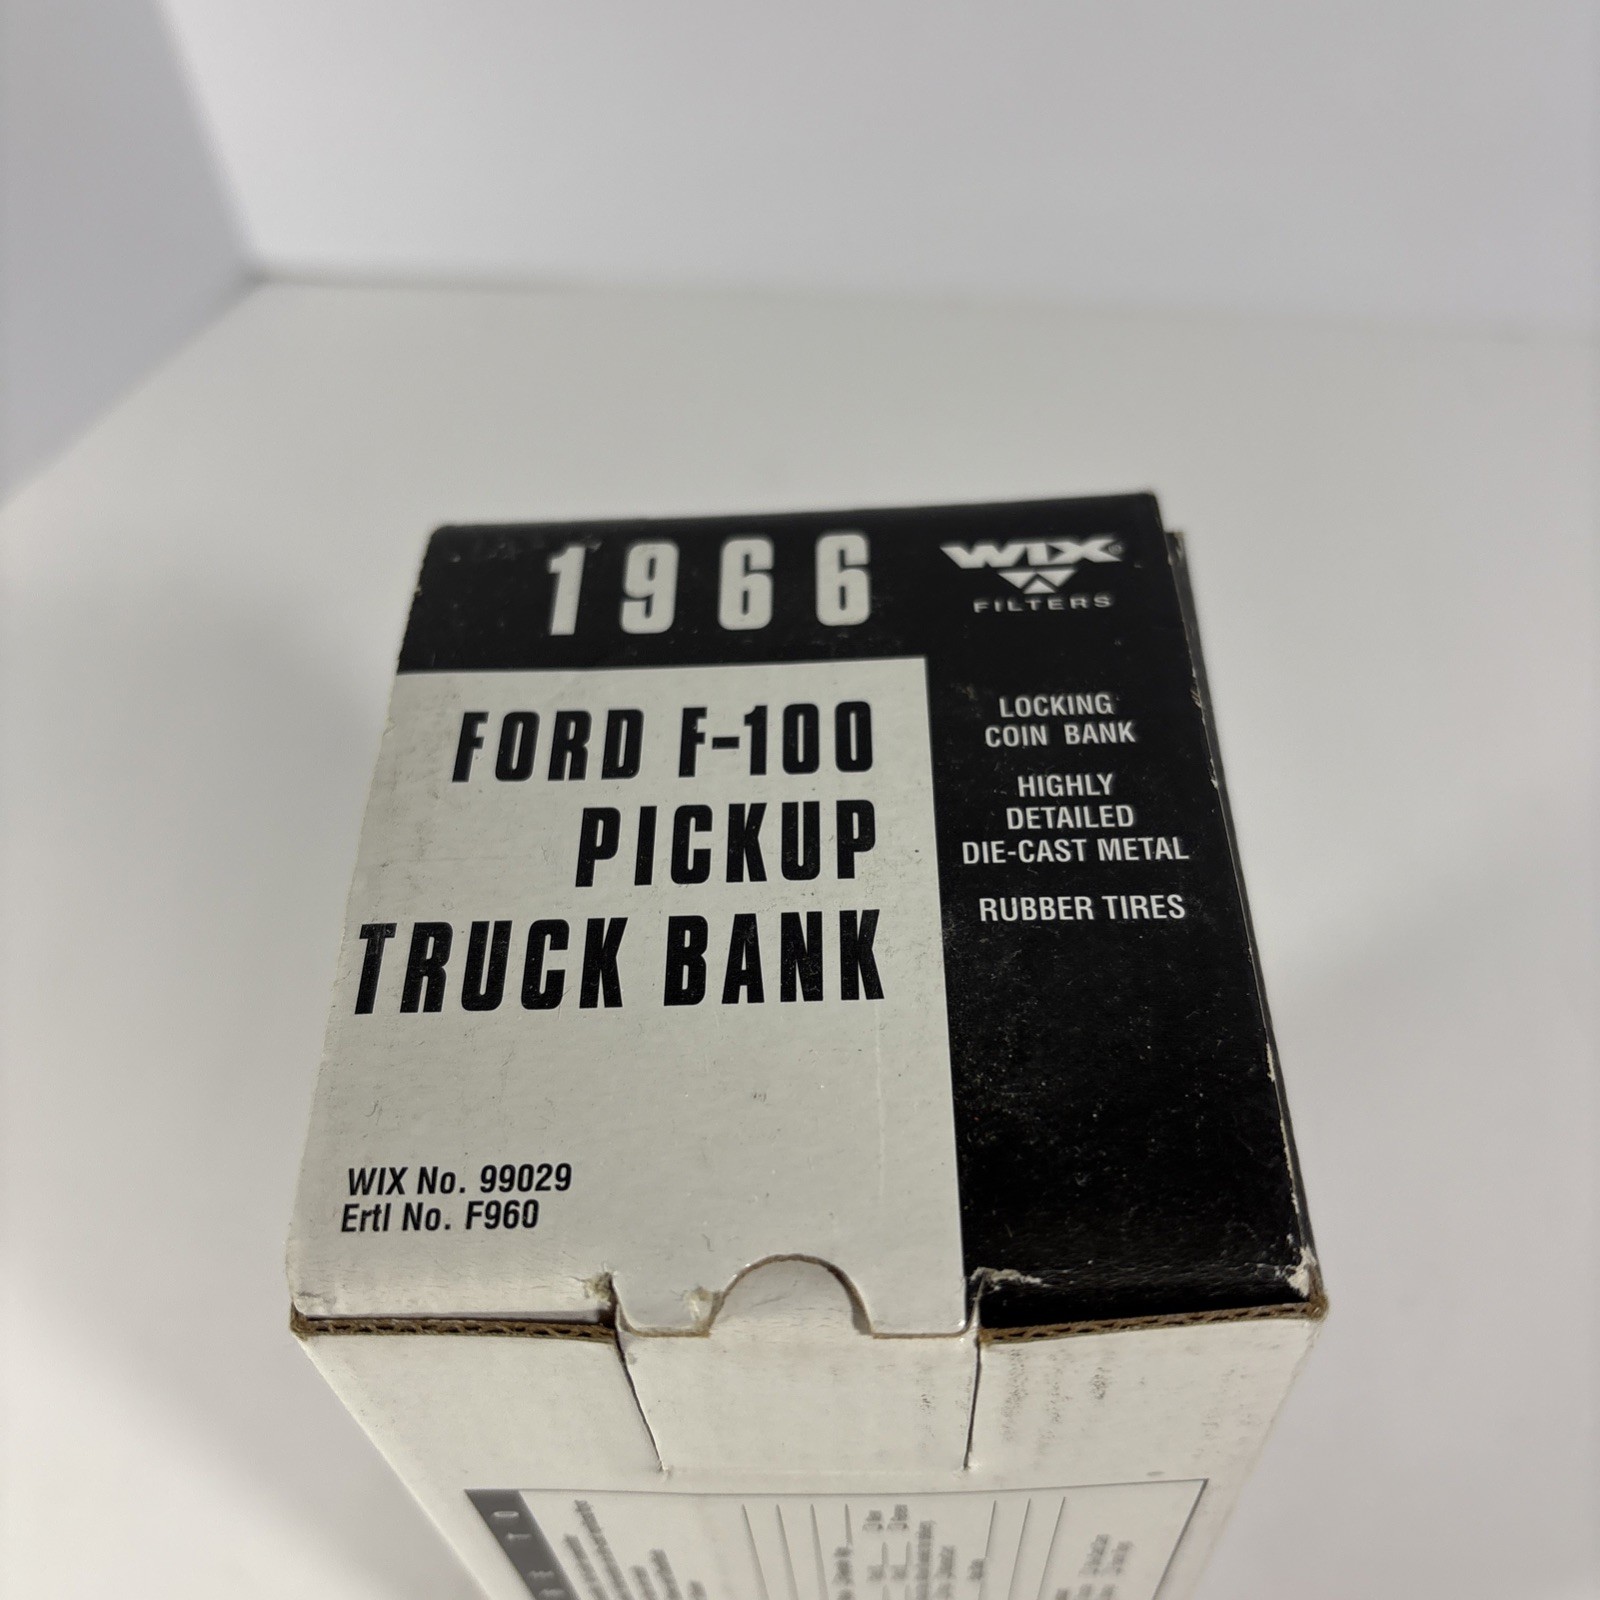 1966
WIX®
FILTERS
FORD F-100
PICKUP
TRUCK BANK
LOCKING
COIN BANK
HIGHLY
DETAILED
DIE-CAST METAL
RUBBER TIRES
WIX No. 99029
Ertl No. F960